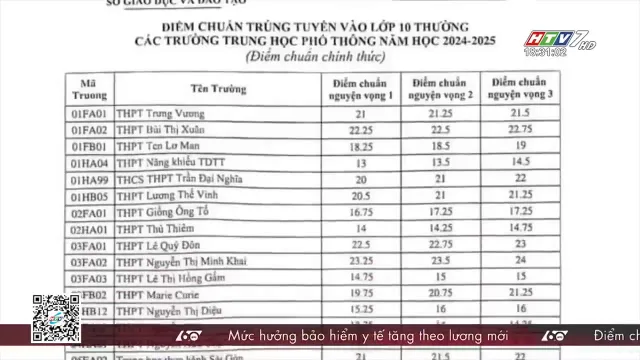 SỞ GIÁO DỤC VÀ ĐÀO TẠO
ĐIỂM CHUẨN TRÚNG TUYỂN VÀO LỚP 10 THƯỜNG
CÁC TRƯỜNG TRUNG HỌC PHỔ THÔNG NĂM HỌC 2024-2025
(Điểm chuẩn chính thức)
HTV7 HD
18:31:02
Mã Trường Tên Trường Điểm chuẩn nguyện vọng 1 Điểm chuẩn nguyện vọng 2 Điểm chuẩn nguyện vọng 3
01FA01 THPT Trưng Vương 21 21.25 21.5
01FA02 THPT Bùi Thị Xuân 22.25 22.5 22.75
01FB01 THPT Ten Lơ Man 18.25 18.5 19
01HA04 THPT Năng khiếu TDTT 13 13.5 14.5
01HA99 THCS THPT Trần Đại Nghĩa 20 21 22
01HB05 THPT Lương Thế Vinh 20.5 21 21.25
02FA01 THPT Giồng Ông Tố 16.75 17.25 17.25
02HA01 THPT Thủ Thiêm 14 14.25 14.75
03FA01 THPT Lê Quý Đôn 22.5 22.75 23
03FA02 THPT Nguyễn Thị Minh Khai 23.25 23.5 24
03FA03 THPT Lê Thị Hồng Gấm 14.75 15 15
FB02 THPT Marie Curie 19.75 20.75 21.25
HB12 THPT Nguyễn Thị Diệu 15.25 16 16
14.75
60 Mức hưởng bảo hiểm y tế tăng theo lương mới 60 Điểm ch
21 21.5 22